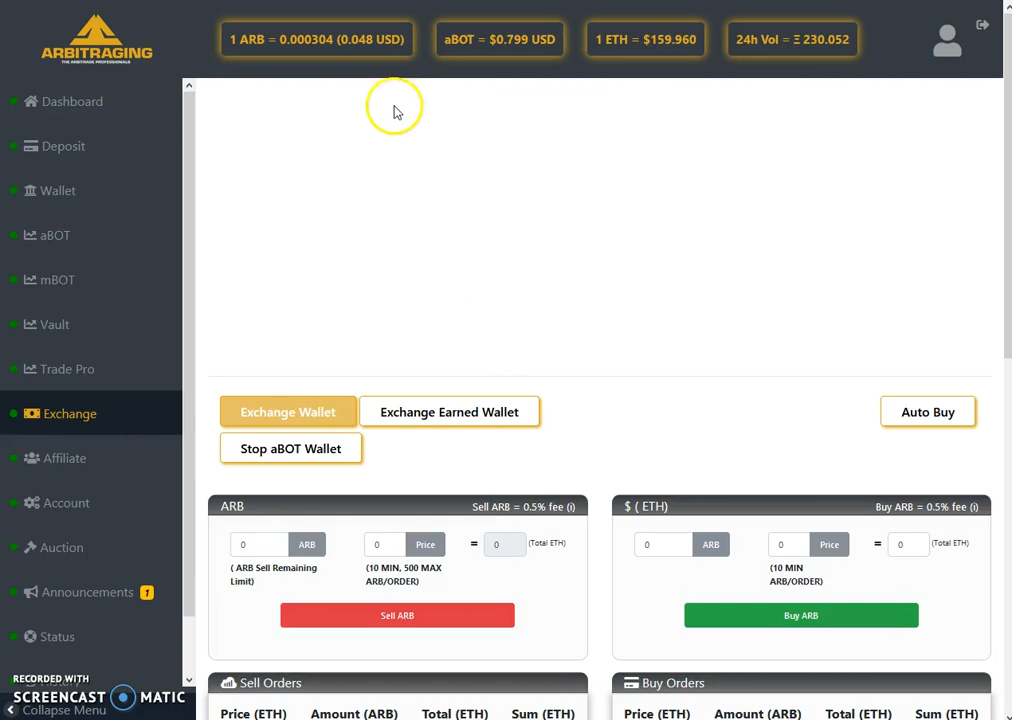 ARBITRAGING
THE ARBITRAGE PROFESSIONALS
1 ARB = 0.000304 (0.048 USD)
aBOT = $0.799 USD
1 ETH = $159.960
24h Vol = Ξ 230.052
Dashboard
Deposit
Wallet
aBOT
mBOT
Vault
Trade Pro
Exchange
Affiliate
Account
Auction
Announcements 1
Status
History
Collapse Menu
RECORDED WITH
SCREENCAST MATIC
Exchange Wallet
Exchange Earned Wallet
Auto Buy
Stop aBOT Wallet
ARB Sell ARB = 0.5% fee (i)
0 ARB 0 Price = 0 (Total ETH)
( ARB Sell Remaining
Limit)
(10 MIN, 500 MAX
ARB/ORDER)
Sell ARB
$ ( ETH) Buy ARB = 0.5% fee (i)
0 ARB 0 Price = 0 (Total ETH)
(10 MIN
ARB/ORDER)
Buy ARB
Sell Orders
Price (ETH) Amount (ARB) Total (ETH) Sum (ETH)
Buy Orders
Price (ETH) Amount (ARB) Total (ETH) Sum (ETH)